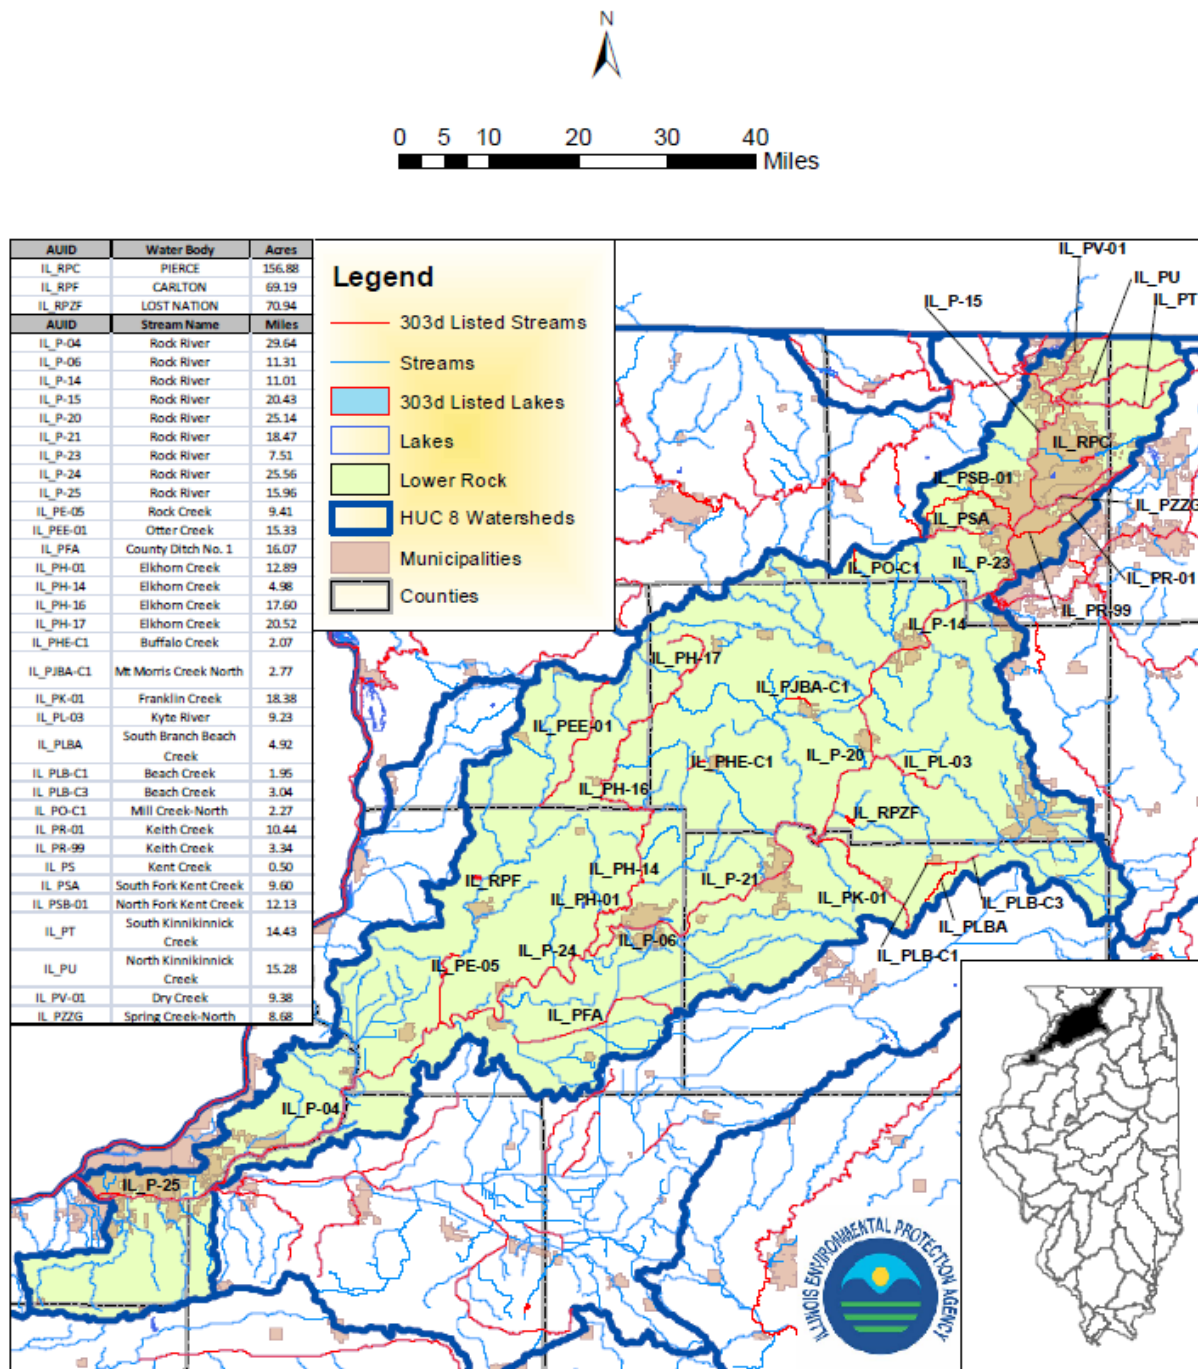 N
0 5 10 20 30 40
Miles
AUID Water Body Acres
IL_RPC PIERCE 156.88
IL_RPF CARLTON 69.19
IL_RPZF LOST NATION 70.94
AUID Stream Name Miles
IL_P-04 Rock River 29.64
IL_P-06 Rock River 11.31
IL_P-14 Rock River 11.01
IL_P-15 Rock River 20.43
IL_P-20 Rock River 25.14
IL_P-21 Rock River 18.47
IL_P-23 Rock River 7.51
IL_P-24 Rock River 25.56
IL_P-25 Rock River 15.96
IL_PE-05 Rock Creek 9.41
IL_PEE-01 Otter Creek 15.33
IL_PFA County Ditch No. 1 16.07
IL_PH-01 Elkhorn Creek 12.89
IL_PH-14 Elkhorn Creek 4.98
IL_PH-16 Elkhorn Creek 17.60
IL_PH-17 Elkhorn Creek 20.52
IL_PHE-C1 Buffalo Creek 2.07
IL_PJBA-C1 Mt Morris Creek North 2.77
IL_PK-01 Franklin Creek 18.38
IL_PL-03 Kyte River 9.23
IL_PLBA South Branch Beach Creek 4.92
IL_PLB-C1 Beach Creek 1.95
IL_PLB-C3 Beach Creek 3.04
IL_PO-C1 Mill Creek-North 2.27
IL_PR-01 Keith Creek 10.44
IL_PR-99 Keith Creek 3.34
IL_PS Kent Creek 0.50
IL_PSA South Fork Kent Creek 9.60
IL_PSB-01 North Fork Kent Creek 12.13
IL_PT South Kinnikinnick Creek 14.43
IL_PU North Kinnikinnick Creek 15.28
IL_PV-01 Dry Creek 9.38
IL_PZZG Spring Creek-North 8.68
Legend
303d Listed Streams
Streams
303d Listed Lakes
Lakes
Lower Rock
HUC 8 Watersheds
Municipalities
Counties
IL_PV-01
IL_PU
IL_PT
IL_P-15
IL_RPC
IL_PSB-01
IL_PZZG
IL_PSA
IL_P-23
IL_PO-C1
IL_PR-01
IL_PR-99
IL_P-14
IL_PH-17
IL_PJBA-C1
IL_PEE-01
IL_PHE-C1
IL_P-20
IL_PL-03
IL_PH-16
IL_RPZF
IL_PH-14
IL_RPF
IL_P-21
IL_PH-01
IL_PK-01
IL_PLB-C3
IL_PLBA
IL_P-06
IL_P-24
IL_PLB-C1
IL_PE-05
IL_PFA
IL_P-04
IL_P-25
ILLINOIS ENVIRONMENTAL PROTECTION AGENCY